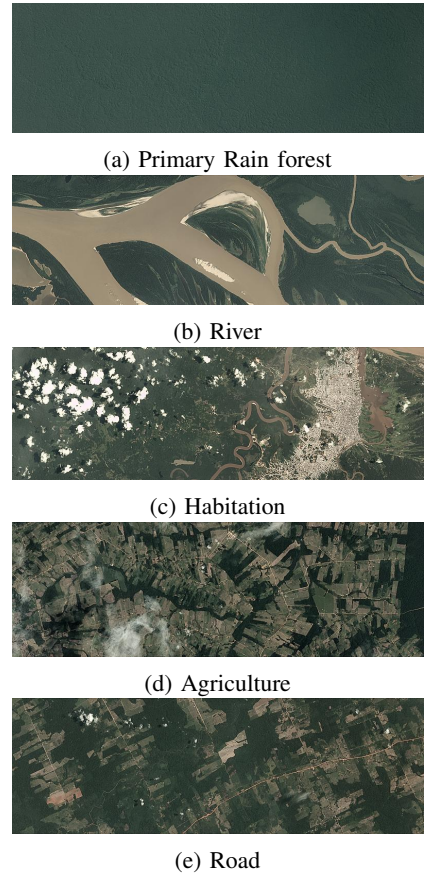 (a) Primary Rain forest
(b) River
(c) Habitation
(d) Agriculture
(e) Road